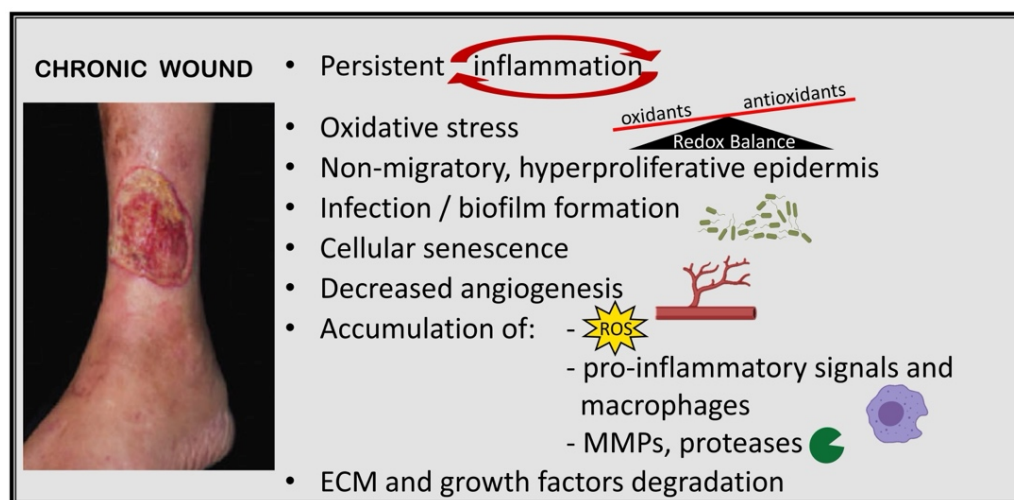 CHRONIC WOUND
• Persistent inflammation
• Oxidative stress
oxidants antioxidants
Redox Balance
• Non-migratory, hyperproliferative epidermis
• Infection / biofilm formation
• Cellular senescence
• Decreased angiogenesis
• Accumulation of: - ROS
- pro-inflammatory signals and
macrophages
- MMPs, proteases
• ECM and growth factors degradation